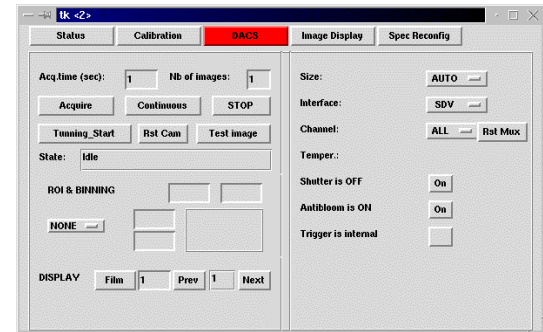 tk <2>
Status Calibration DACS Image Display Spec Reconfig
Acq.time (sec): 1 Nb of images: 1
Acquire Continuous STOP
Tunning_Start Rst Cam Test image
State: Idle
ROI & BINNING
NONE
DISPLAY Film 1 Prev 1 Next
Size: AUTO
Interface: SDV
Channel: ALL Rst Mux
Temper.:
Shutter is OFF On
Antibloom is ON On
Trigger is internal